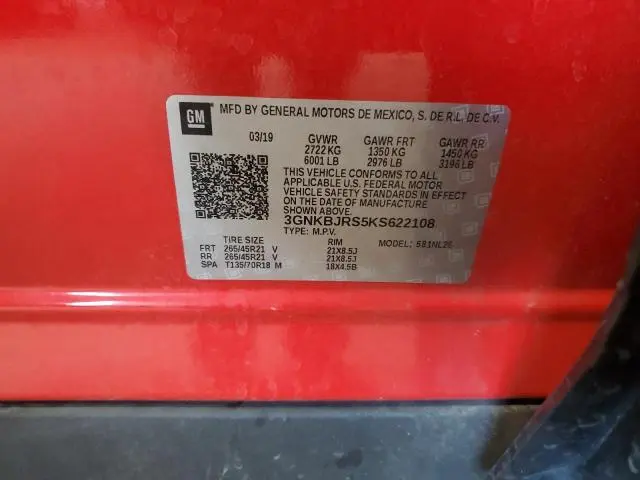 GM MFD BY GENERAL MOTORS DE MEXICO, S. DE R.L. DE C.V.
03/19 GVWR GAWR FRT GAWR RR
2722 KG 1350 KG 1450 KG
6001 LB 2976 LB 3196 LB
THIS VEHICLE CONFORMS TO ALL
APPLICABLE U.S. FEDERAL MOTOR
VEHICLE SAFETY STANDARDS IN EFFECT
ON THE DATE OF MANUFACTURE
SHOWN ABOVE.
3GNKBJRS5KS622108
TYPE: M.P.V. MODEL: 581NL26
TIRE SIZE RIM
FRT 265/45R21 V 21X8.5J
RR 265/45R21 V 21X8.5J
SPA T135/70R18 M 18X4.5B